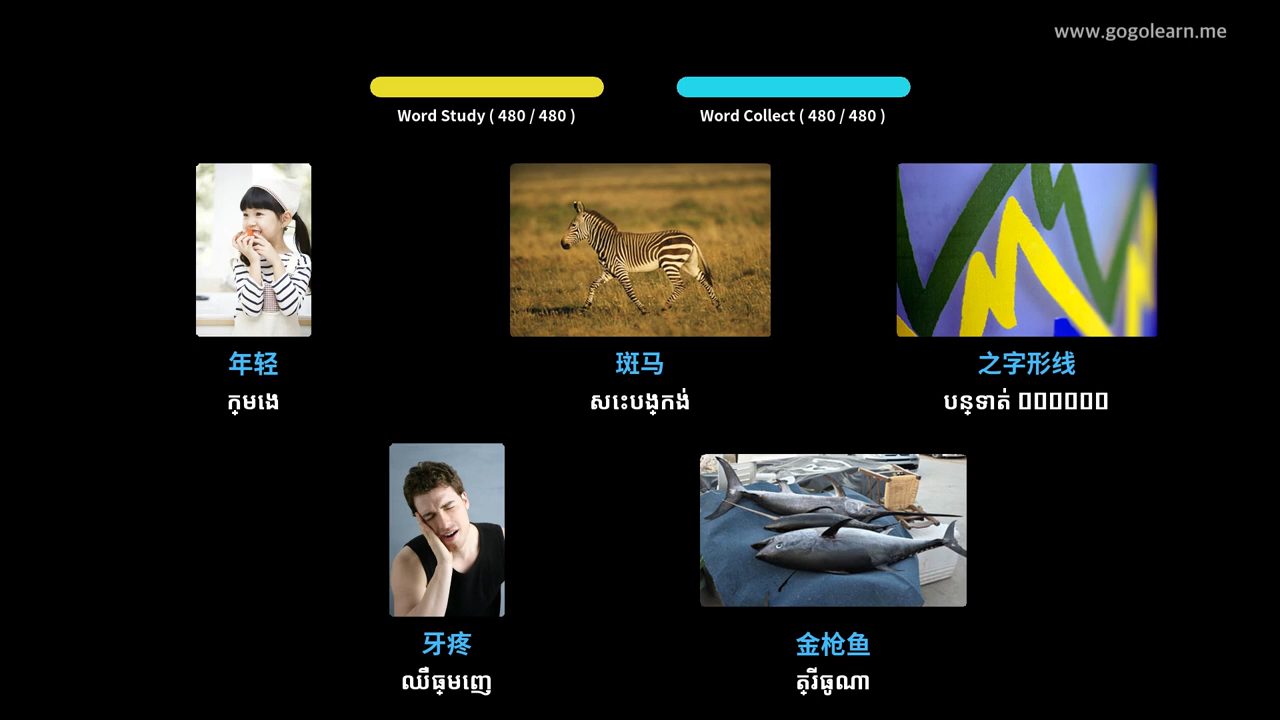 www.gogolearn.me
Word Study ( 480 / 480 )
Word Collect ( 480 / 480 )
年轻
ក្មេង
斑马
សេះបង្កង់
之字形线
បន្ទាត់
牙疼
ឈឺធ្មេញ
金枪鱼
ត្រីធូណា